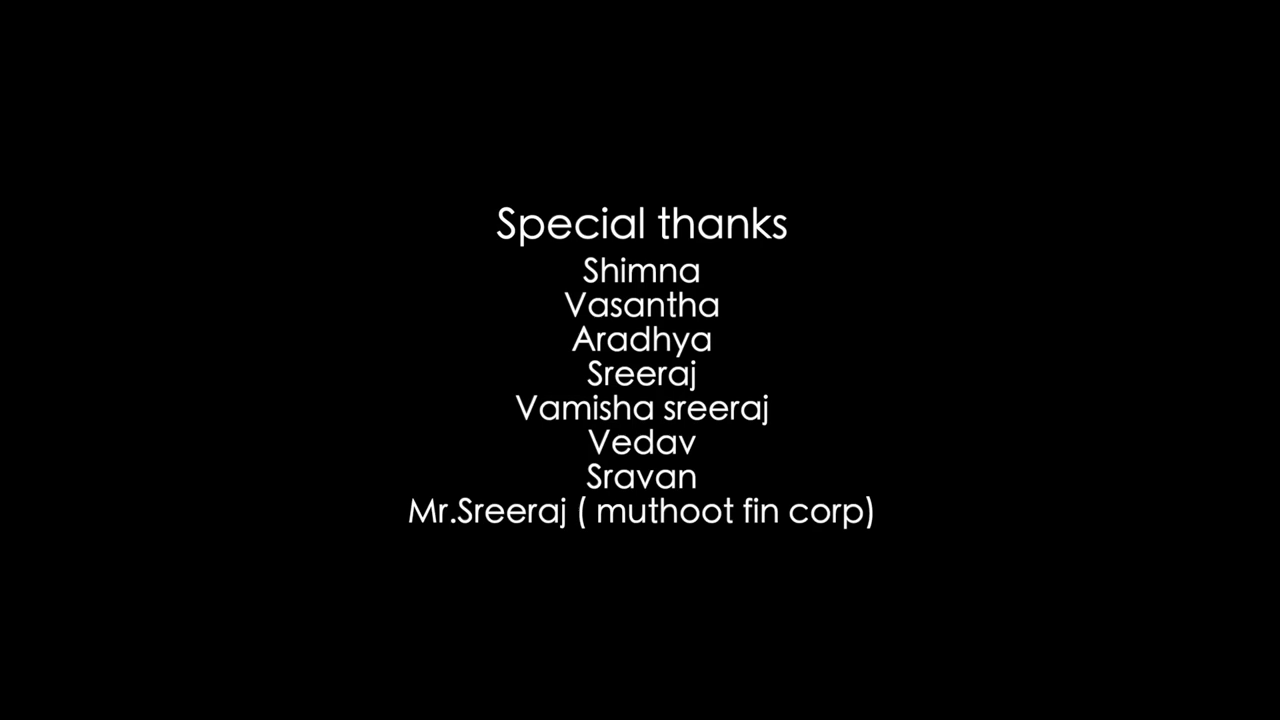 Special thanks
Shimna
Vasantha
Aradhya
Sreeraj
Vamisha sreeraj
Vedav
Sravan
Mr.Sreeraj ( muthoot fin corp)